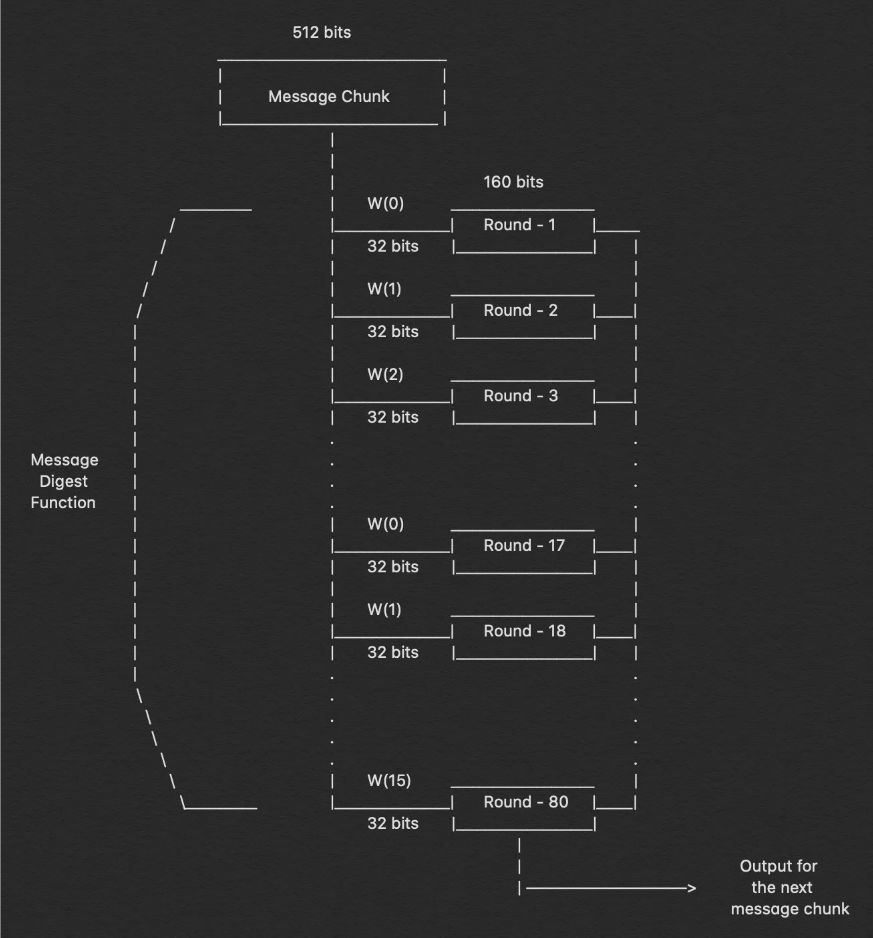 512 bits
Message Chunk
160 bits
W(0)
Round - 1
32 bits
W(1)
Round - 2
32 bits
W(2)
Round - 3
32 bits
Message
Digest
Function
W(0)
Round - 17
32 bits
W(1)
Round - 18
32 bits
W(15)
Round - 80
32 bits
Output for
the next
message chunk